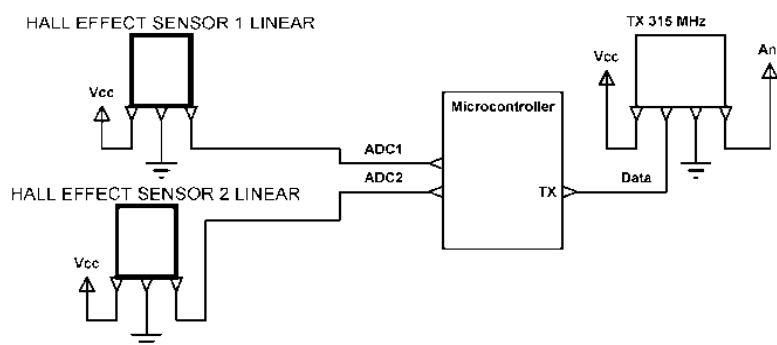 HALL EFFECT SENSOR 1 LINEAR
TX 315 MHz
Vcc
Vcc
An
Microcontroller
ADC1
ADC2
TX
Data
HALL EFFECT SENSOR 2 LINEAR
Vcc